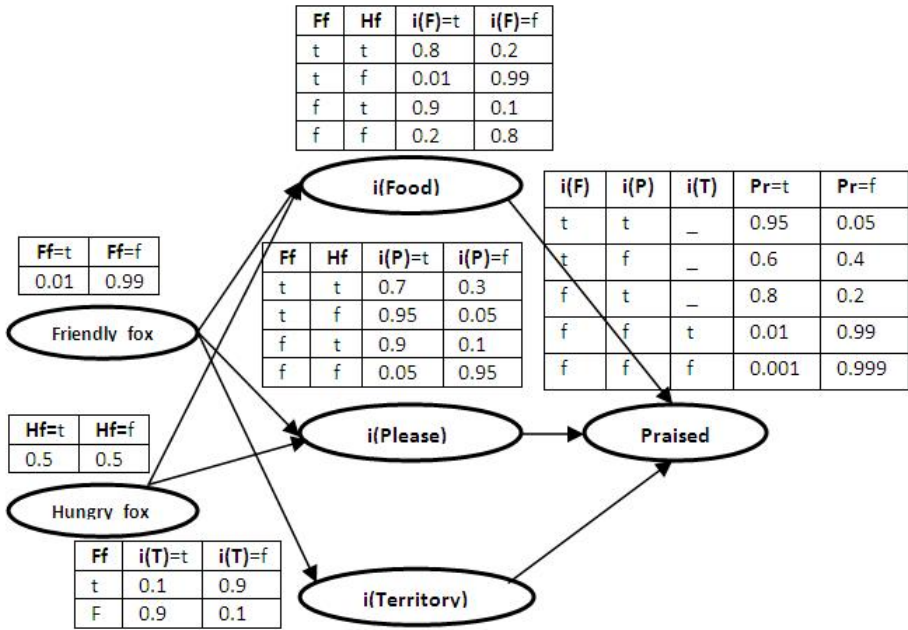 Ff Hf i(F)=t i(F)=f
t t 0.8 0.2
t f 0.01 0.99
f t 0.9 0.1
f f 0.2 0.8
i(Food)
i(F) i(P) i(T) Pr=t Pr=f
t t _ 0.95 0.05
t f _ 0.6 0.4
f t _ 0.8 0.2
f f t 0.01 0.99
f f f 0.001 0.999
Ff=t Ff=f
0.01 0.99
Friendly fox
Ff Hf i(P)=t i(P)=f
t t 0.7 0.3
t f 0.95 0.05
f t 0.9 0.1
f f 0.05 0.95
Hf=t Hf=f
0.5 0.5
i(Please)
Praised
Hungry fox
Ff i(T)=t i(T)=f
t 0.1 0.9
F 0.9 0.1
i(Territory)